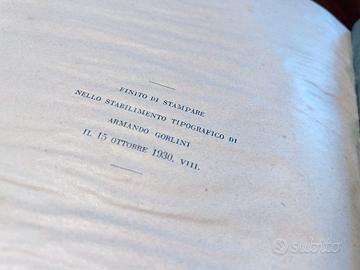 FINITO DI STAMPARE
NELLO STABILIMENTO TIPOGRAFICO DI
ARMANDO GORLINI
IL 15 OTTOBRE 1930. VIII.
subito